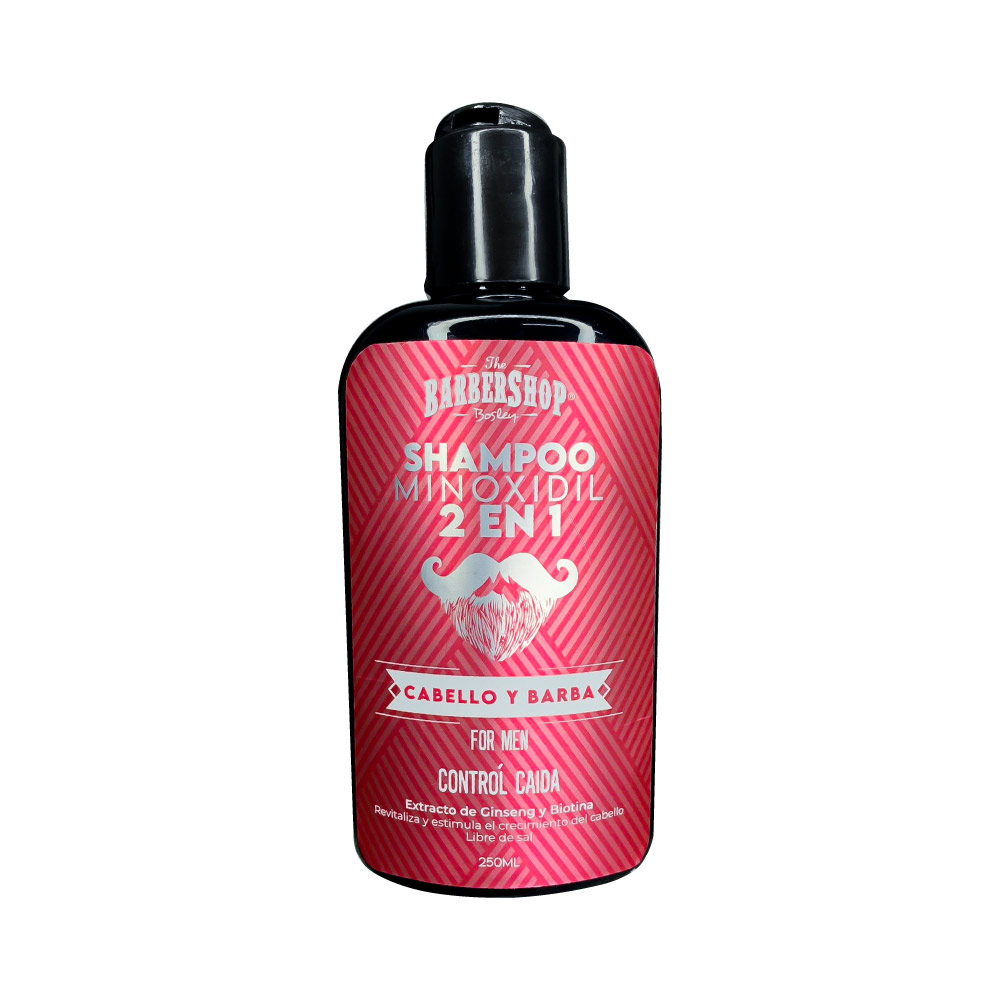 The
BARBERSHOP®
Bosley
SHAMPOO
MINOXIDIL
2 EN 1
CABELLO Y BARBA
FOR MEN
CONTROĹ CAIDA
Extracto de Ginseng y Biotina
Revitaliza y estimula el crecimiento del cabello
Libre de sal
250ML